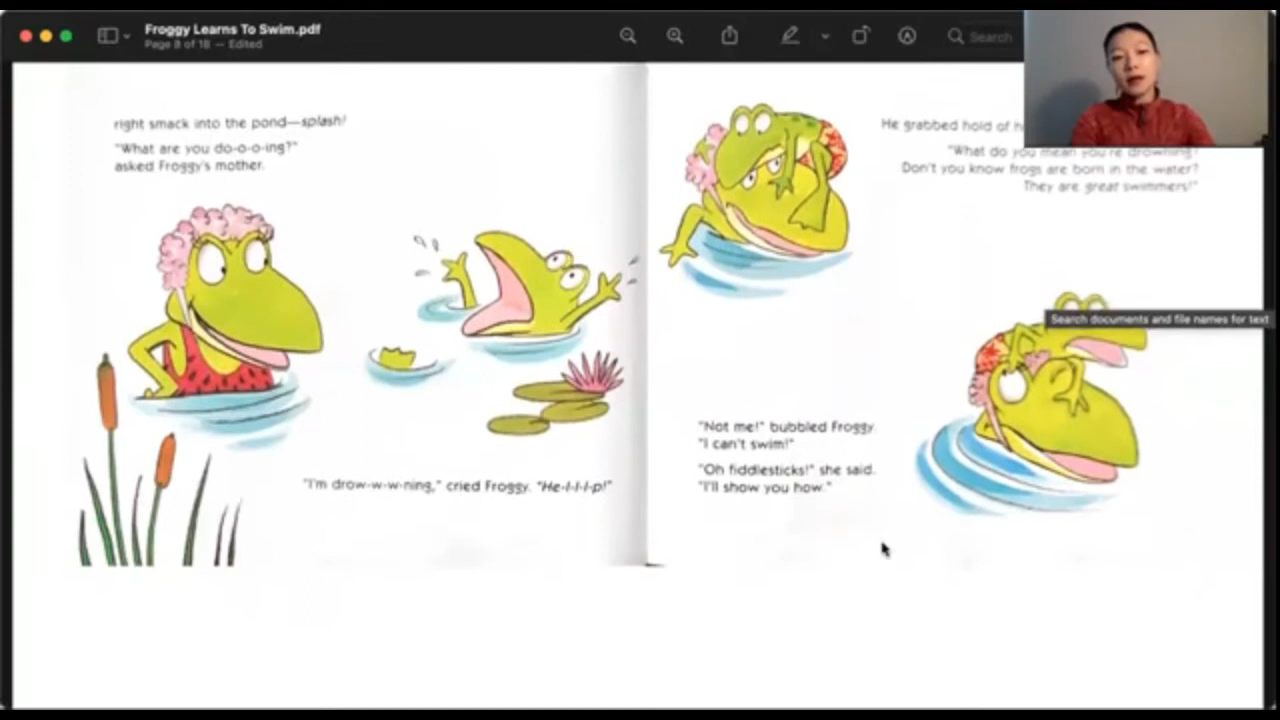 Froggy Learns To Swim.pdf
Page 8 of 18 — Edited
Search
right smack into the pond—splash!
"What are you do-o-o-ing?"
asked Froggy's mother.
"I'm drow-w-w-ning," cried Froggy. "He-l-l-l-p!"
He grabbed hold of
"What do you mean you're drowning?
Don't you know frogs are born in the water?
They are great swimmers!"
Search documents and file names for text
"Not me!" bubbled Froggy.
"I can't swim!"
"Oh fiddlesticks!" she said.
"I'll show you how."